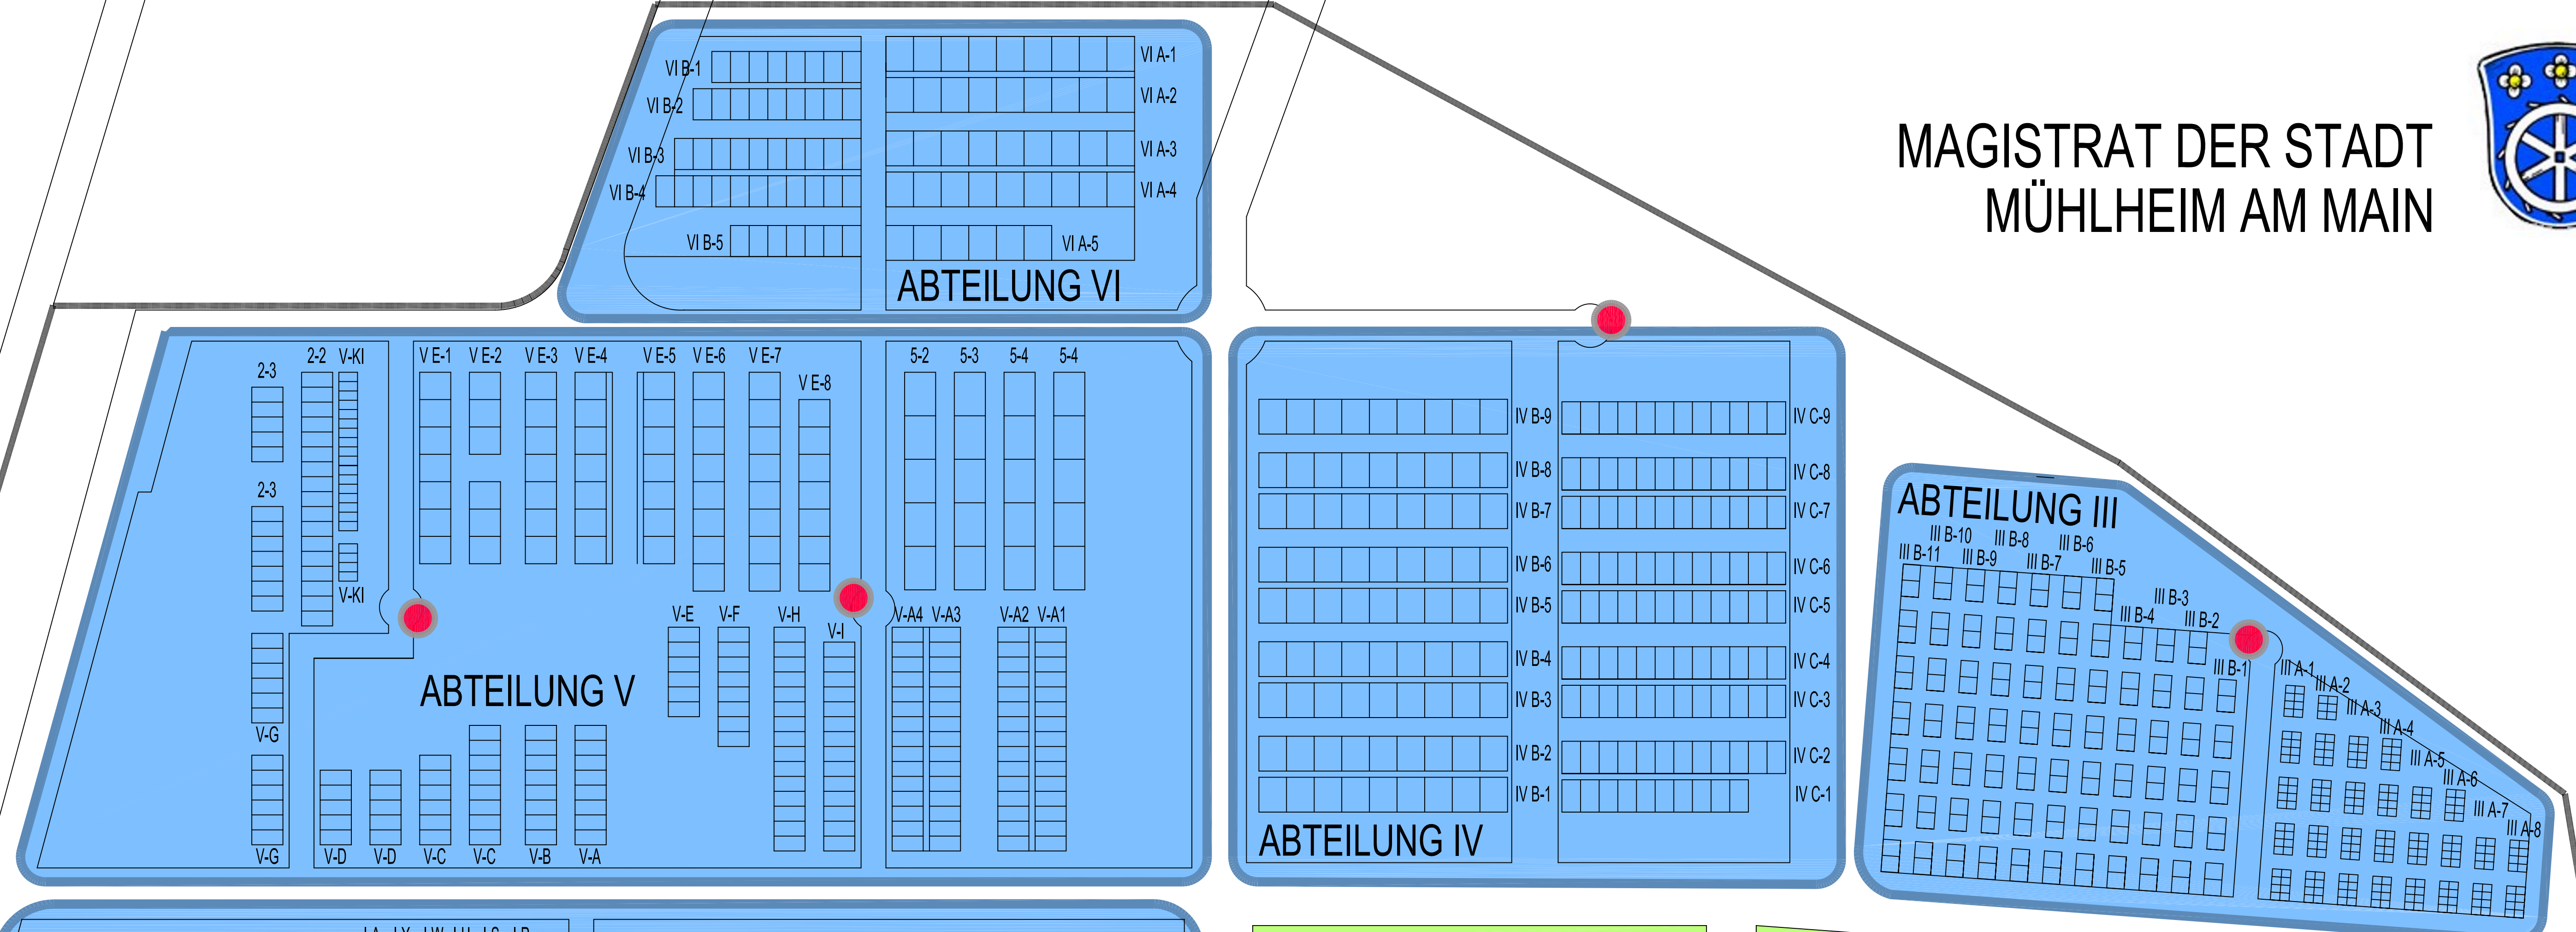 MAGISTRAT DER STADT
MÜHLHEIM AM MAIN
VI B-1
VI B-2
VI B-3
VI B-4
VI B-5
VI A-1
VI A-2
VI A-3
VI A-4
VI A-5
ABTEILUNG VI
2-3
2-2
V-KI
2-3
V-KI
V-G
V-G
V E-1
V E-2
V E-3
V E-4
V E-5
V E-6
V E-7
V E-8
5-2
5-3
5-4
5-4
V-E
V-F
V-H
V-I
V-A4
V-A3
V-A2
V-A1
ABTEILUNG V
V-D
V-D
V-C
V-C
V-B
V-A
IV B-9
IV B-8
IV B-7
IV B-6
IV B-5
IV B-4
IV B-3
IV B-2
IV B-1
IV C-9
IV C-8
IV C-7
IV C-6
IV C-5
IV C-4
IV C-3
IV C-2
IV C-1
ABTEILUNG IV
ABTEILUNG III
III B-11
III B-10
III B-9
III B-8
III B-7
III B-6
III B-5
III B-4
III B-3
III B-2
III B-1
III A-1
III A-2
III A-3
III A-4
III A-5
III A-6
III A-7
III A-8